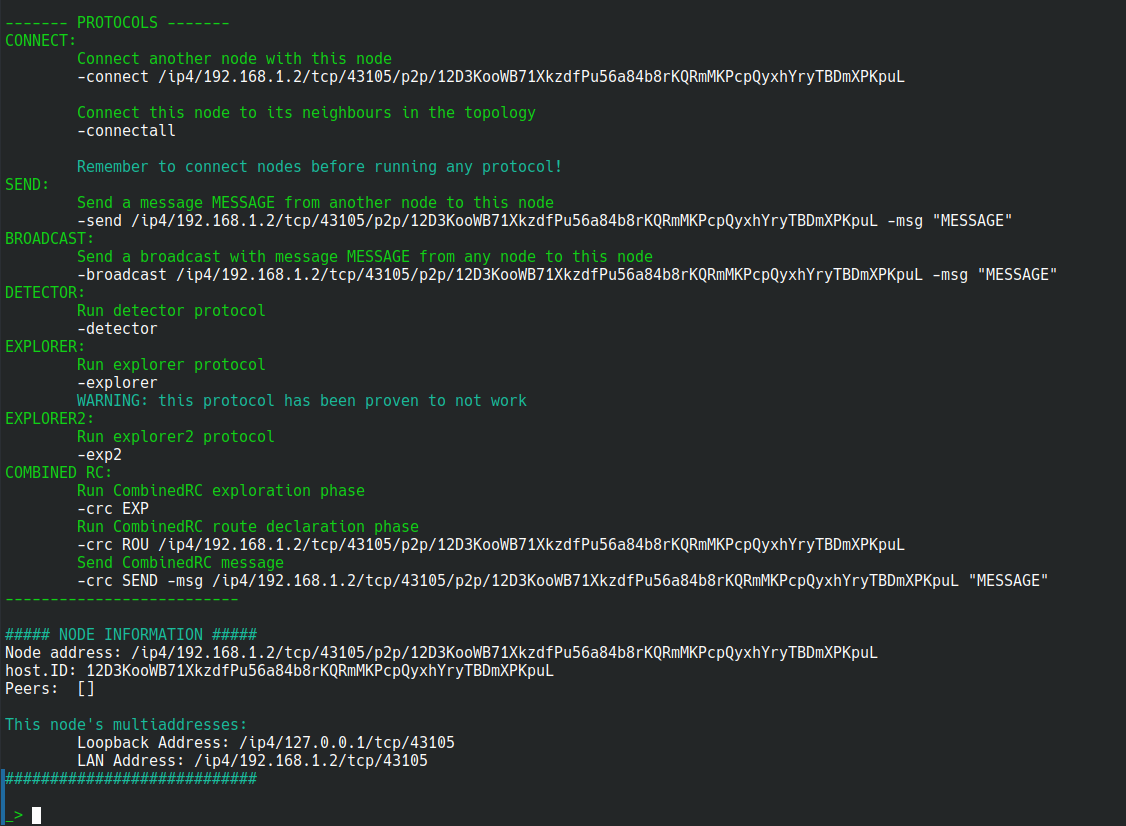 ------- PROTOCOLS -------
CONNECT:
Connect another node with this node
-connect /ip4/192.168.1.2/tcp/43105/p2p/12D3KooWB71XkzdfPu56a84b8rKQRmMKPcpQyxhYryTBDmXPKpuL
Connect this node to its neighbours in the topology
-connectall
Remember to connect nodes before running any protocol!
SEND:
Send a message MESSAGE from another node to this node
-send /ip4/192.168.1.2/tcp/43105/p2p/12D3KooWB71XkzdfPu56a84b8rKQRmMKPcpQyxhYryTBDmXPKpuL -msg "MESSAGE"
BROADCAST:
Send a broadcast with message MESSAGE from any node to this node
-broadcast /ip4/192.168.1.2/tcp/43105/p2p/12D3KooWB71XkzdfPu56a84b8rKQRmMKPcpQyxhYryTBDmXPKpuL -msg "MESSAGE"
DETECTOR:
Run detector protocol
-detector
EXPLORER:
Run explorer protocol
-explorer
WARNING: this protocol has been proven to not work
EXPLORER2:
Run explorer2 protocol
-exp2
COMBINED RC:
Run CombinedRC exploration phase
-crc EXP
Run CombinedRC route declaration phase
-crc ROU /ip4/192.168.1.2/tcp/43105/p2p/12D3KooWB71XkzdfPu56a84b8rKQRmMKPcpQyxhYryTBDmXPKpuL
Send CombinedRC message
-crc SEND -msg /ip4/192.168.1.2/tcp/43105/p2p/12D3KooWB71XkzdfPu56a84b8rKQRmMKPcpQyxhYryTBDmXPKpuL "MESSAGE"
--------------------------
##### NODE INFORMATION #####
Node address: /ip4/192.168.1.2/tcp/43105/p2p/12D3KooWB71XkzdfPu56a84b8rKQRmMKPcpQyxhYryTBDmXPKpuL
host.ID: 12D3KooWB71XkzdfPu56a84b8rKQRmMKPcpQyxhYryTBDmXPKpuL
Peers:  []
This node's multiaddresses:
Loopback Address: /ip4/127.0.0.1/tcp/43105
LAN Address: /ip4/192.168.1.2/tcp/43105
############################
_>